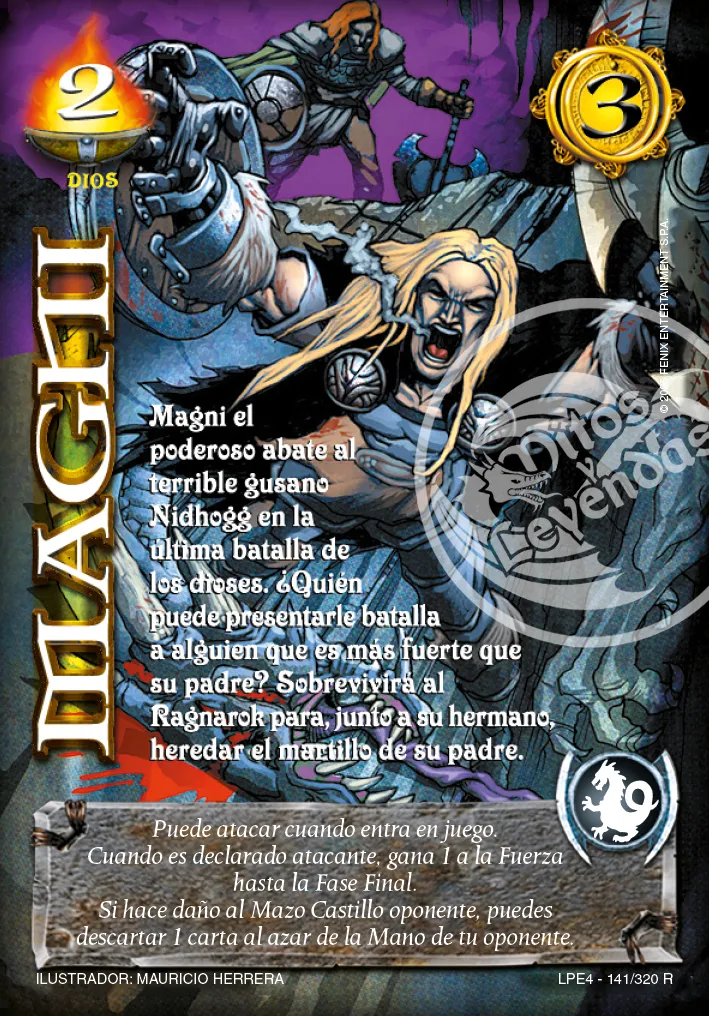 2
DIOS
3
MAGNI
Magni el
poderoso abate al
terrible gusano
Nidhogg en la
última batalla de
los dioses. ¿Quién
puede presentarle batalla
a alguien que es más fuerte que
su padre? Sobrevivirá al
Ragnarok para, junto a su hermano,
heredar el martillo de su padre.
FENIX ENTERTAINMENT S.P.A.
Mitos
y
Leyendas
Puede atacar cuando entra en juego.
Cuando es declarado atacante, gana 1 a la Fuerza
hasta la Fase Final.
Si hace daño al Mazo Castillo oponente, puedes
descartar 1 carta al azar de la Mano de tu oponente.
ILUSTRADOR: MAURICIO HERRERA
LPE4 - 141/320 R